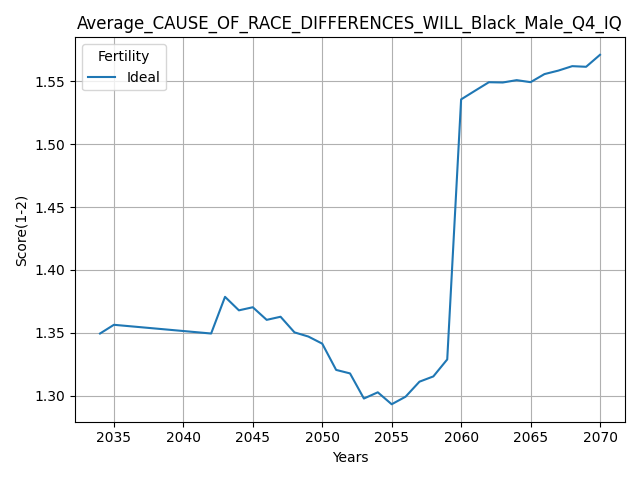 Average_CAUSE_OF_RACE_DIFFERENCES_WILL_Black_Male_Q4_IQ
Fertility
Ideal
Score(1-2)
1.55
1.50
1.45
1.40
1.35
1.30
2035 2040 2045 2050 2055 2060 2065 2070
Years